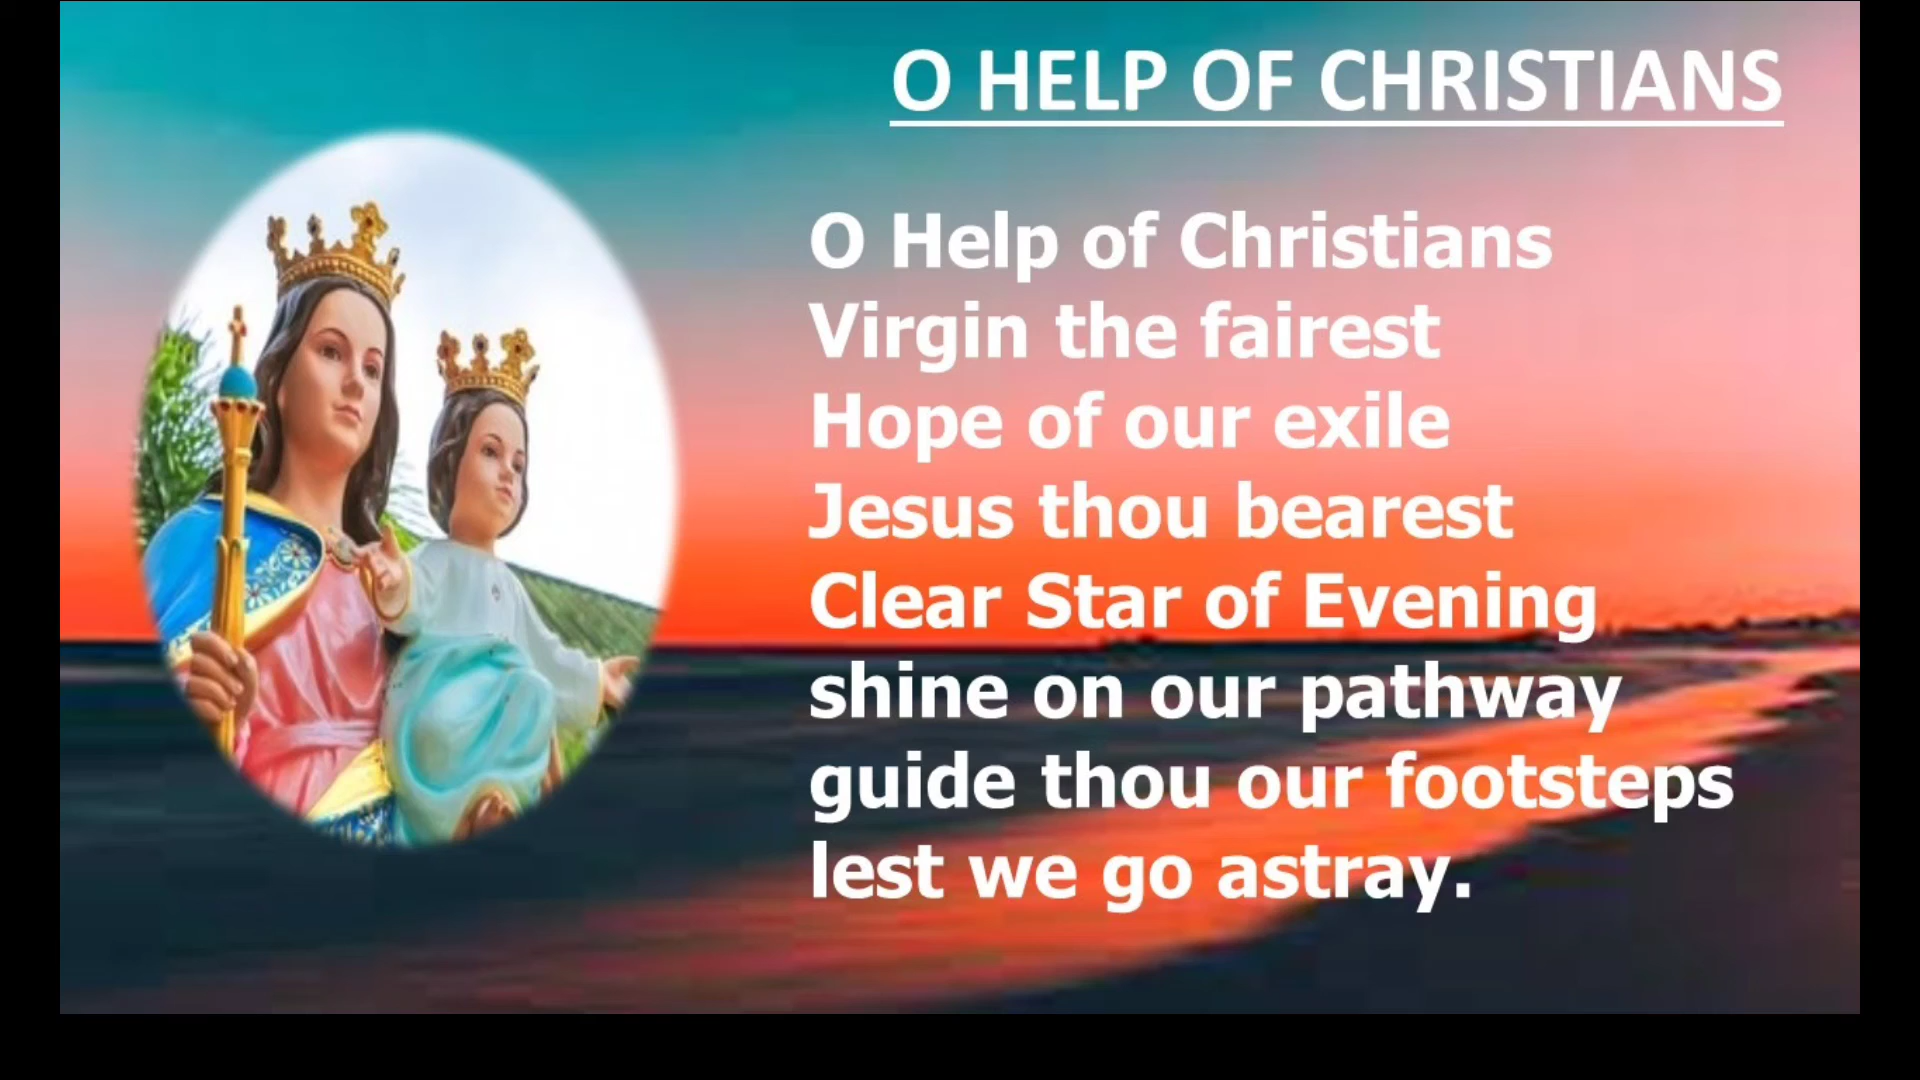 O HELP OF CHRISTIANS
O Help of Christians
Virgin the fairest
Hope of our exile
Jesus thou bearest
Clear Star of Evening
shine on our pathway
guide thou our footsteps
lest we go astray.